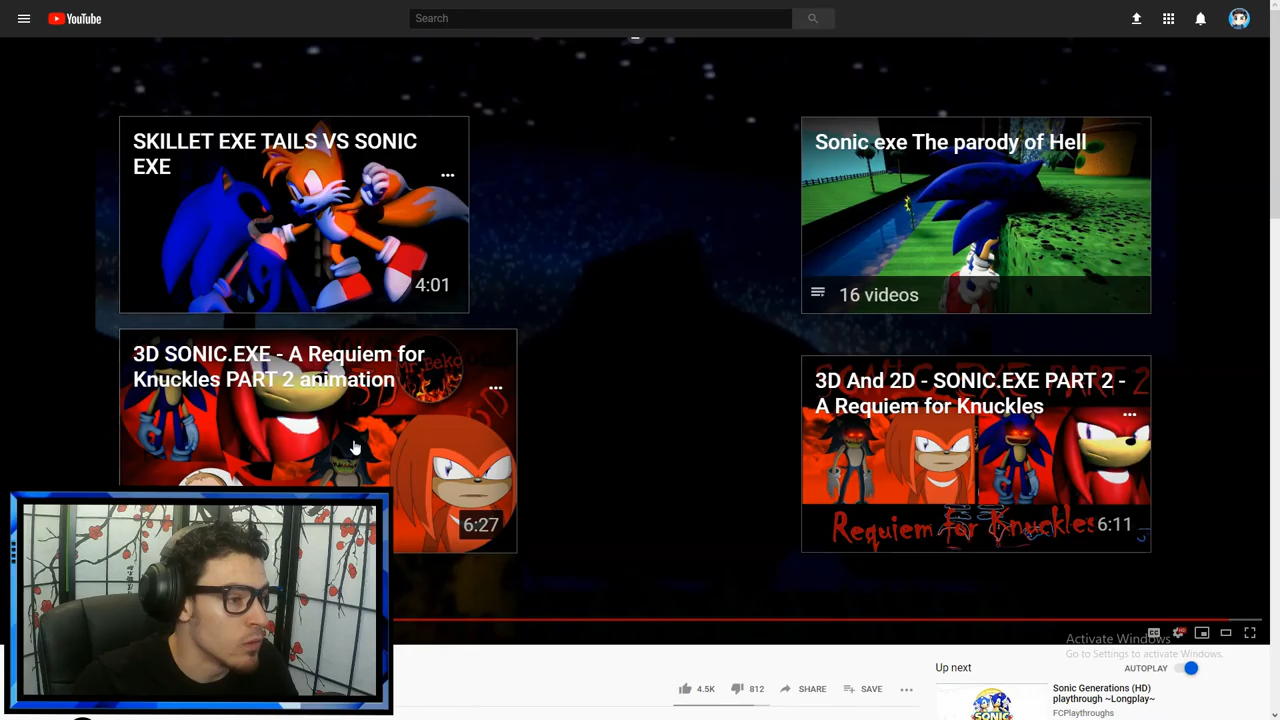 YouTube
Search
SKILLET EXE TAILS VS SONIC
EXE
4:01
Sonic exe The parody of Hell
16 videos
3D SONIC.EXE - A Requiem for
Knuckles PART 2 animation
Mr.Beko
6:27
3D And 2D - SONIC.EXE PART 2 -
A Requiem for Knuckles
Requiem for Knuckles
6:11
Activate Windows
Go to Settings to activate Windows.
4.5K
812
SHARE
SAVE
Up next
AUTOPLAY
Sonic Generations (HD)
playthrough ~Longplay~
FCPlaythroughs
SONIC